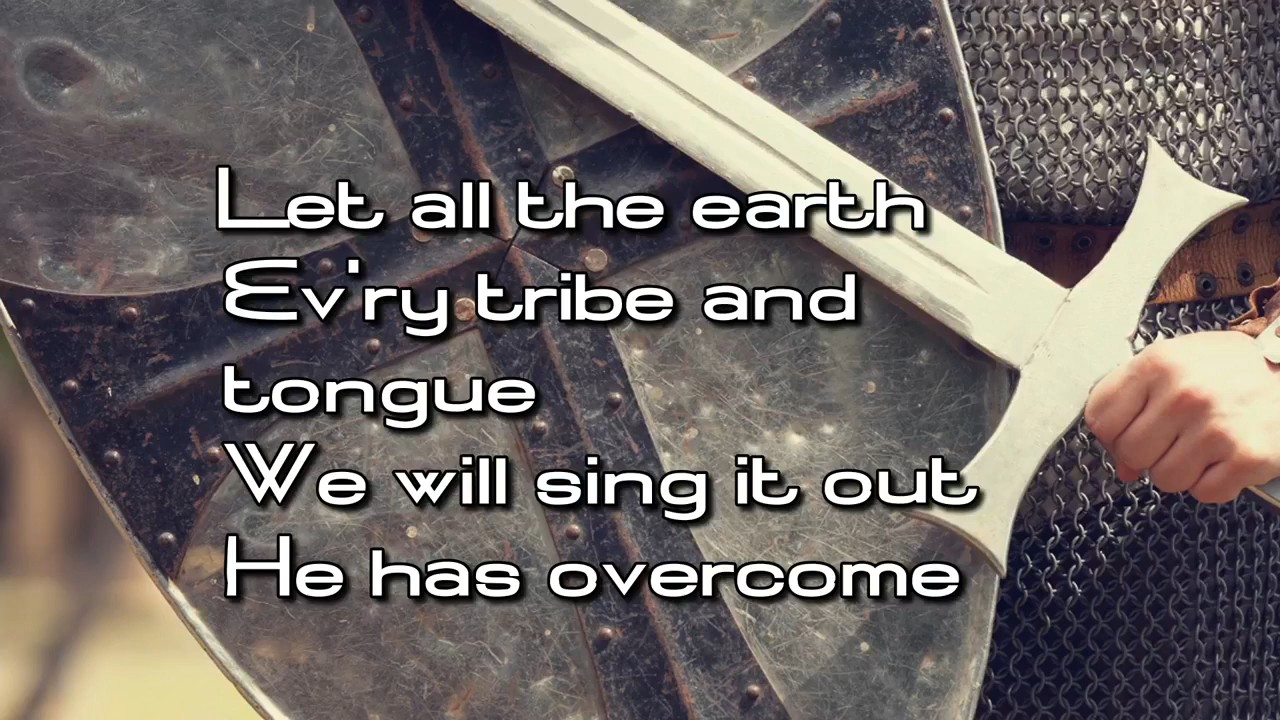 Let all the earth
Ev'ry tribe and
tongue
We will sing it out
He has overcome